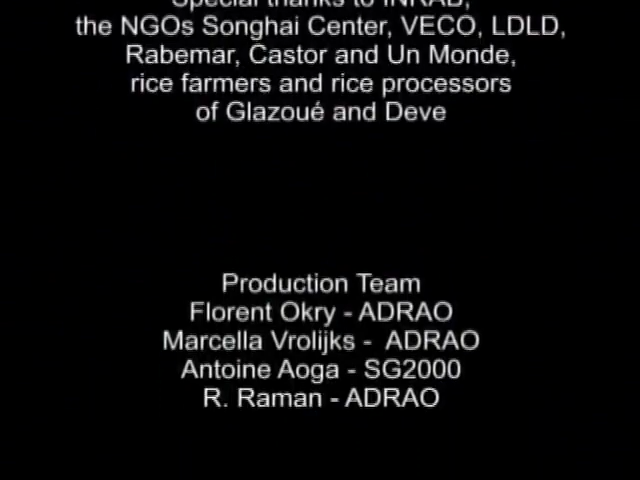 Special thanks to INRAB,
the NGOs Songhai Center, VECO, LDLD,
Rabemar, Castor and Un Monde,
rice farmers and rice processors
of Glazoué and Deve
Production Team
Florent Okry - ADRAO
Marcella Vrolijks - ADRAO
Antoine Aoga - SG2000
R. Raman - ADRAO